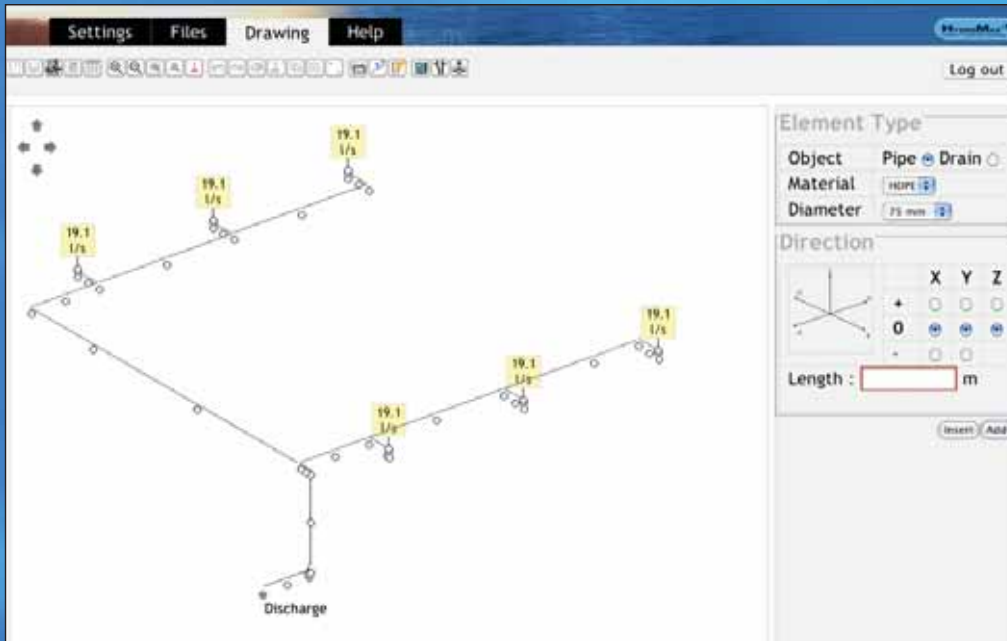 Settings Files Drawing Help
Log out
19.1
l/s
19.1
l/s
19.1
l/s
19.1
l/s
19.1
l/s
19.1
l/s
Discharge
Element Type
Object Pipe Drain
Material HDPE
Diameter 75 mm
Direction
X Y Z
+
0
-
Length : m
Insert Add